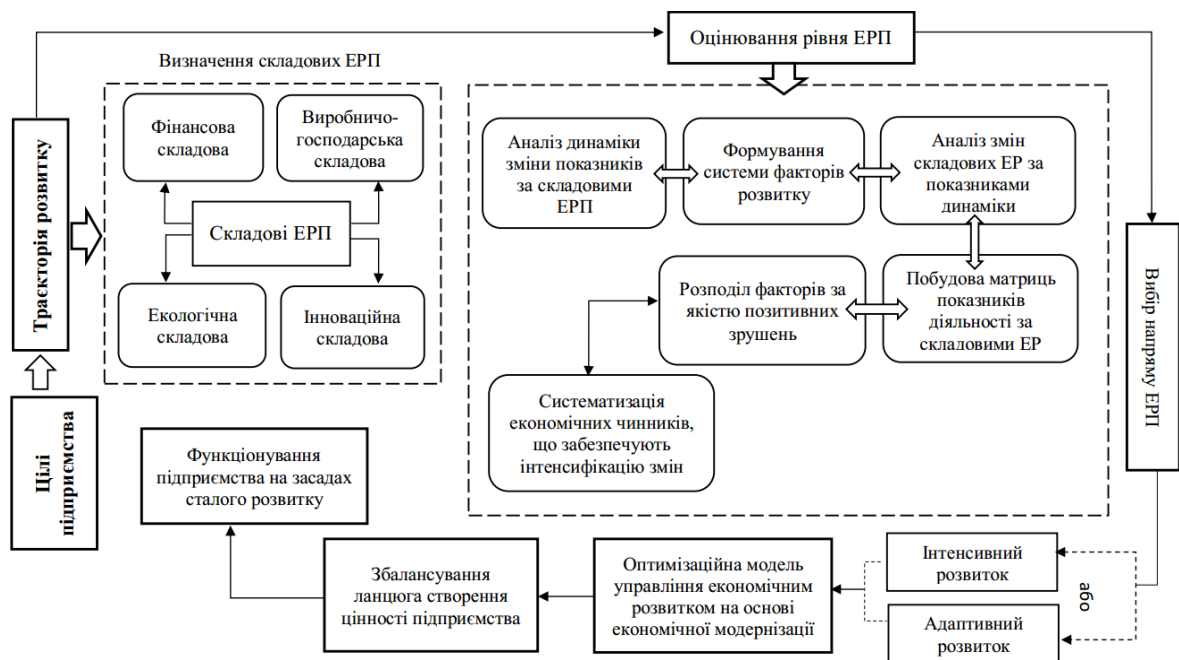 Оцінювання рівня ЕРП
Визначення складових ЕРП
Фінансова
складова
Виробничо-
господарська
складова
Складові ЕРП
Екологічна
складова
Інноваційна
складова
Траєкторія розвитку
Цілі
підприємства
Аналіз динаміки
зміни показників
за складовими
ЕРП
Формування
системи факторів
розвитку
Аналіз змін
складових ЕР за
показниками
динаміки
Розподіл факторів за
якістю позитивних
зрушень
Побудова матриць
показників
діяльності за
складовими ЕР
Систематизація
економічних чинників,
що забезпечують
інтенсифікацію змін
Вибір напряму ЕРП
Функціонування
підприємства на засадах
сталого розвитку
Збалансування
ланцюга створення
цінності підприємства
Оптимізаційна модель
управління економічним
розвитком на основі
економічної модернізації
Інтенсивний
розвиток
або
Адаптивний
розвиток